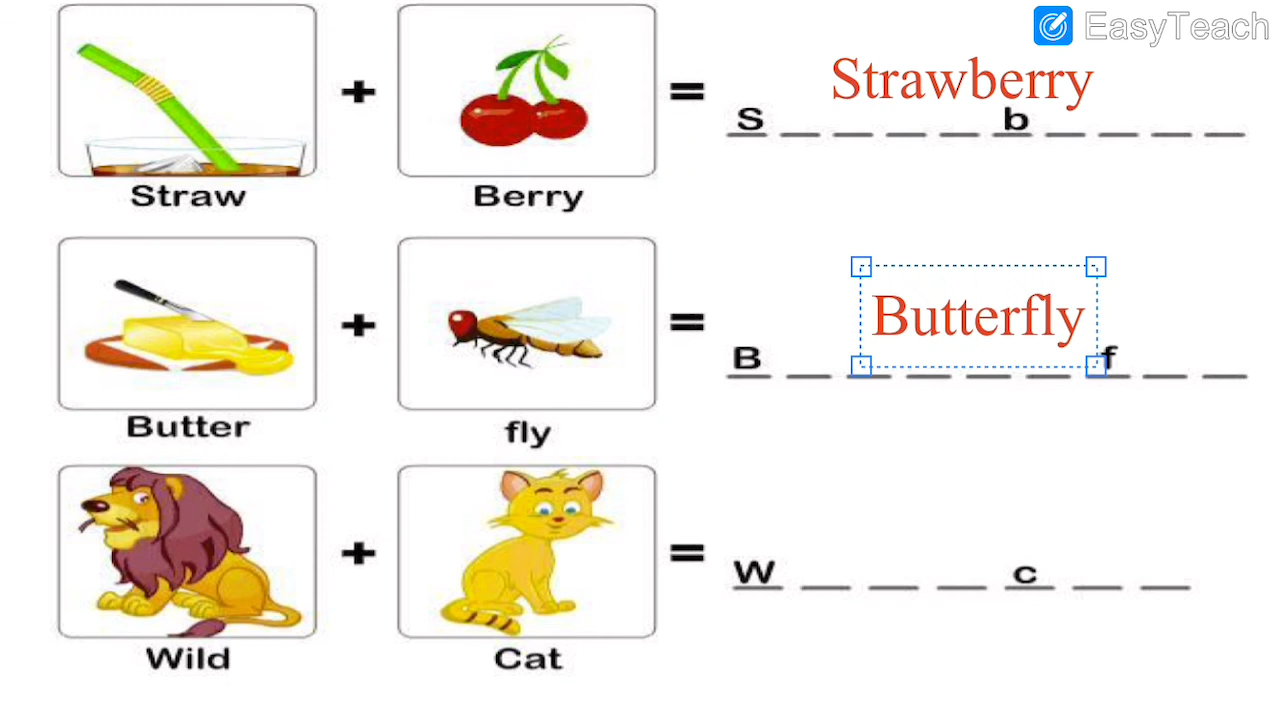 EasyTeach
+ = Strawberry
S _ _ _ _ b _ _ _ _
Straw Berry
+ = Butterfly
B _ _ _ _ _ f _ _
Butter fly
+ =
W _ _ _ c _ _
Wild Cat